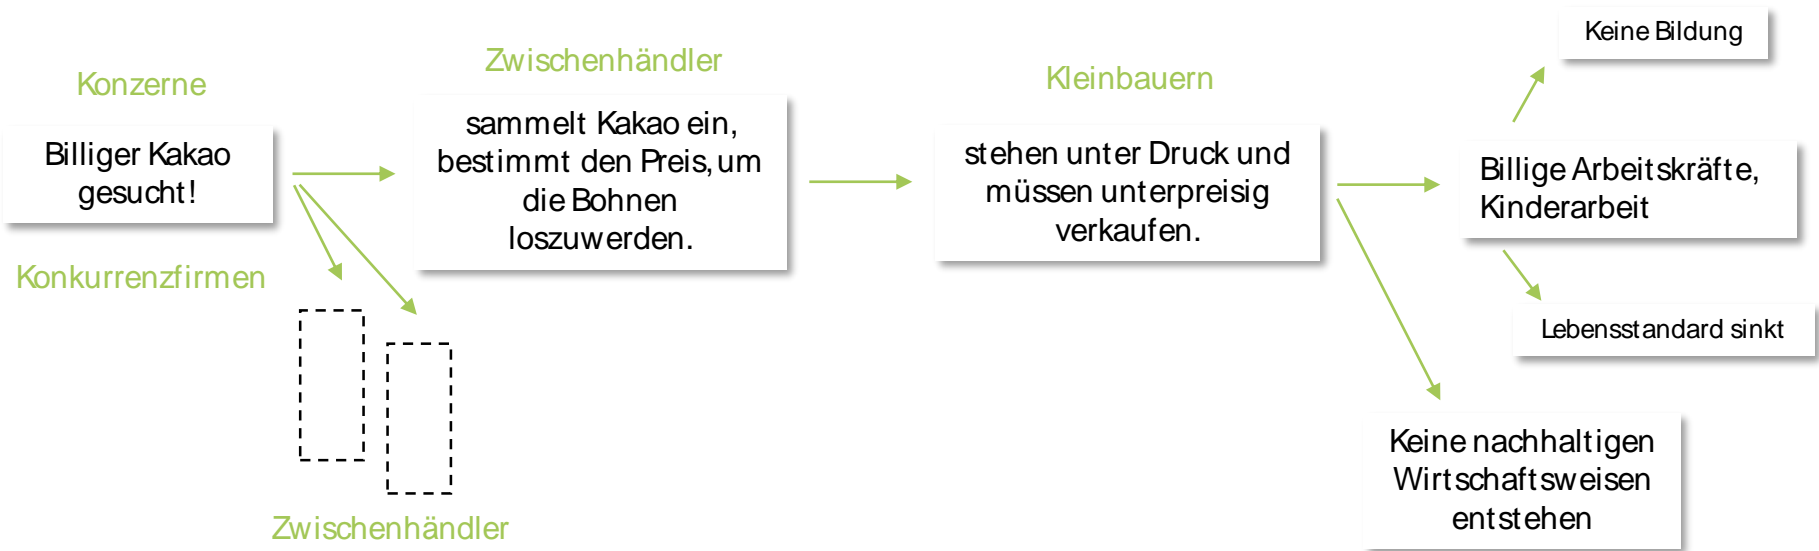 Konzerne
Billiger Kakao
gesucht!
Konkurrenzfirmen
Zwischenhändler
sammelt Kakao ein,
bestimmt den Preis, um
die Bohnen
loszuwerden.
Zwischenhändler
Kleinbauern
stehen unter Druck und
müssen unterpreisig
verkaufen.
Keine Bildung
Billige Arbeitskräfte,
Kinderarbeit
Lebensstandard sinkt
Keine nachhaltigen
Wirtschaftsweisen
entstehen